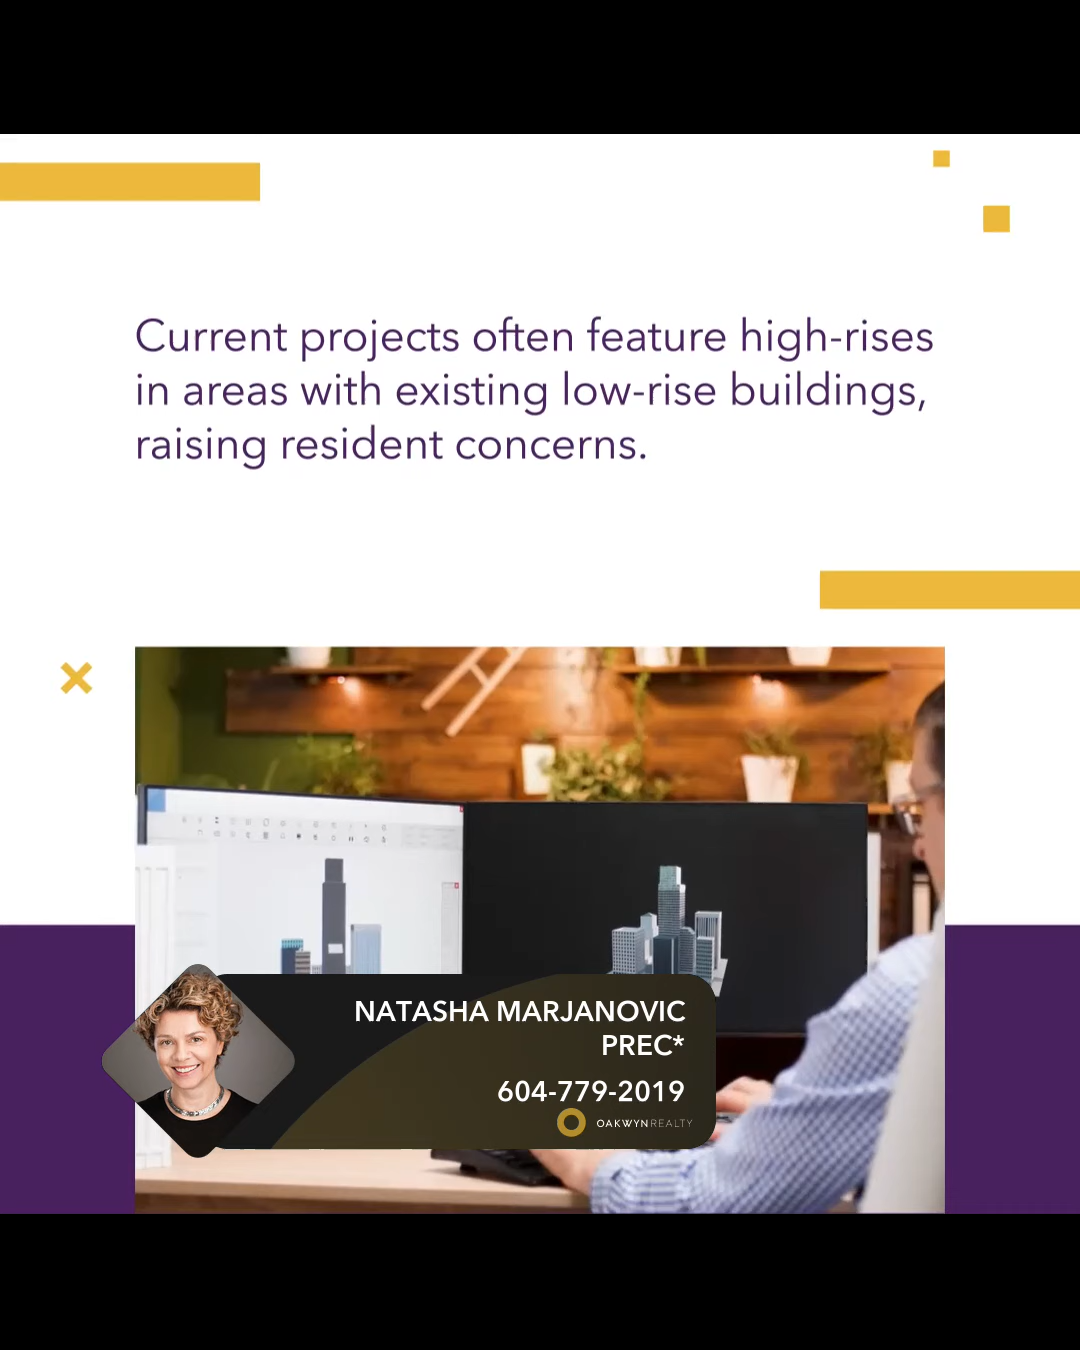 Current projects often feature high-rises
in areas with existing low-rise buildings,
raising resident concerns.
NATASHA MARJANOVIC
PREC*
604-779-2019
OAKWYNREALTY